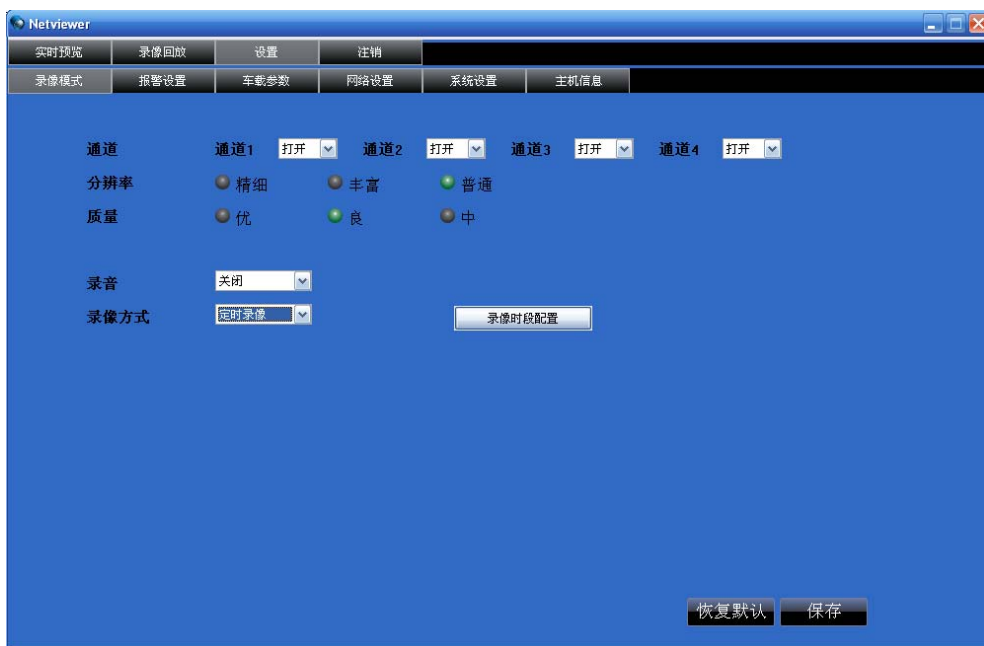 Netviewer
实时预览 录像回放 设置 注销
录像模式 报警设置 车载参数 网络设置 系统设置 主机信息
通道 通道1 打开 通道2 打开 通道3 打开 通道4 打开
分辨率 精细 丰富 普通
质量 优 良 中
录音 关闭
录像方式 定时录像 录像时段配置
恢复默认 保存